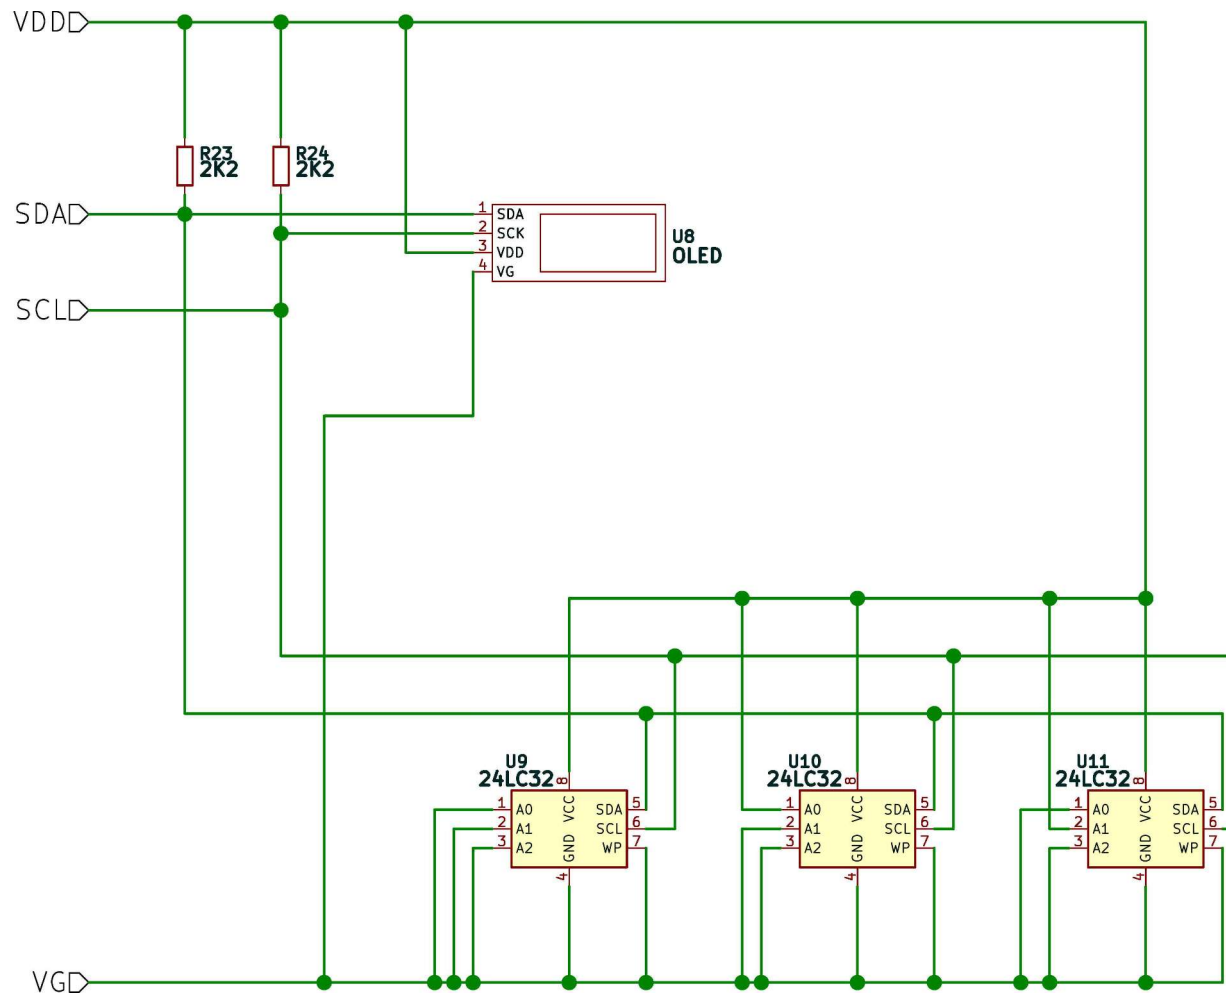 VDD
R23
2K2
R24
2K2
SDA
1 SDA
2 SCK
3 VDD
4 VG
U8
OLED
SCL
U9
24LC32
8
VCC
1 A0
2 A1
3 A2
SDA 5
SCL 6
WP 7
GND
4
U10
24LC32
8
VCC
1 A0
2 A1
3 A2
SDA 5
SCL 6
WP 7
GND
4
U11
24LC32
8
VCC
1 A0
2 A1
3 A2
SDA 5
SCL 6
WP 7
GND
4
VG